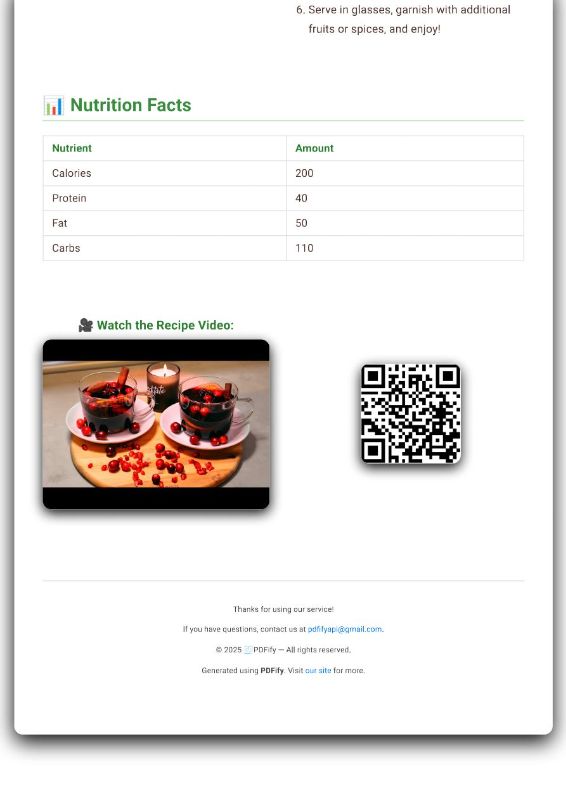 6. Serve in glasses, garnish with additional
fruits or spices, and enjoy!
📊 Nutrition Facts
Nutrient Amount
Calories 200
Protein 40
Fat 50
Carbs 110
🎥 Watch the Recipe Video:
Thanks for using our service!
If you have questions, contact us at pdfifyapi@gmail.com.
© 2025 🧾 PDFify — All rights reserved.
Generated using PDFify. Visit our site for more.